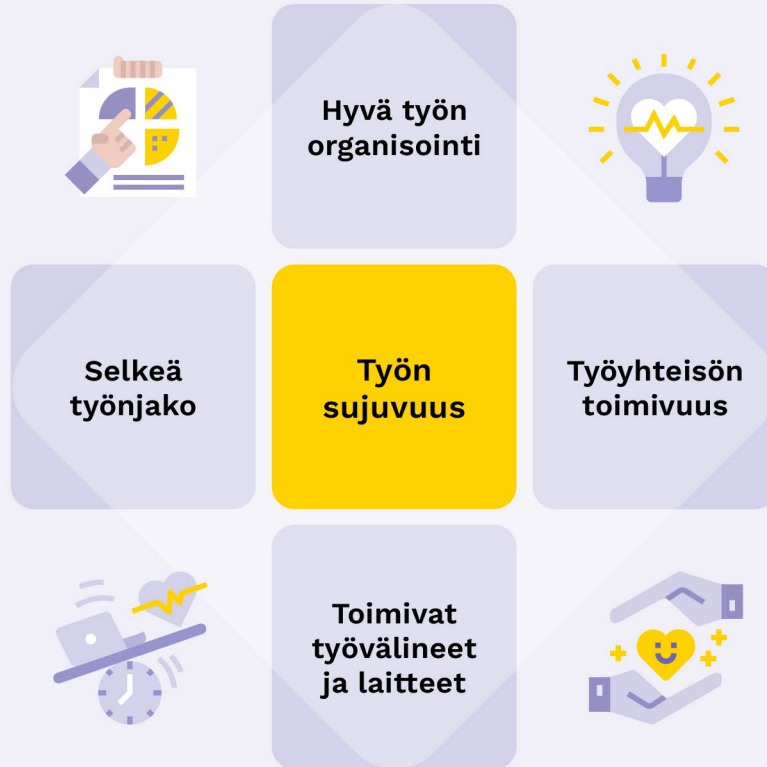 Hyvä työn
organisointi
Selkeä
työnjako
Työn
sujuvuus
Työyhteisön
toimivuus
Toimivat
työvälineet
ja laitteet